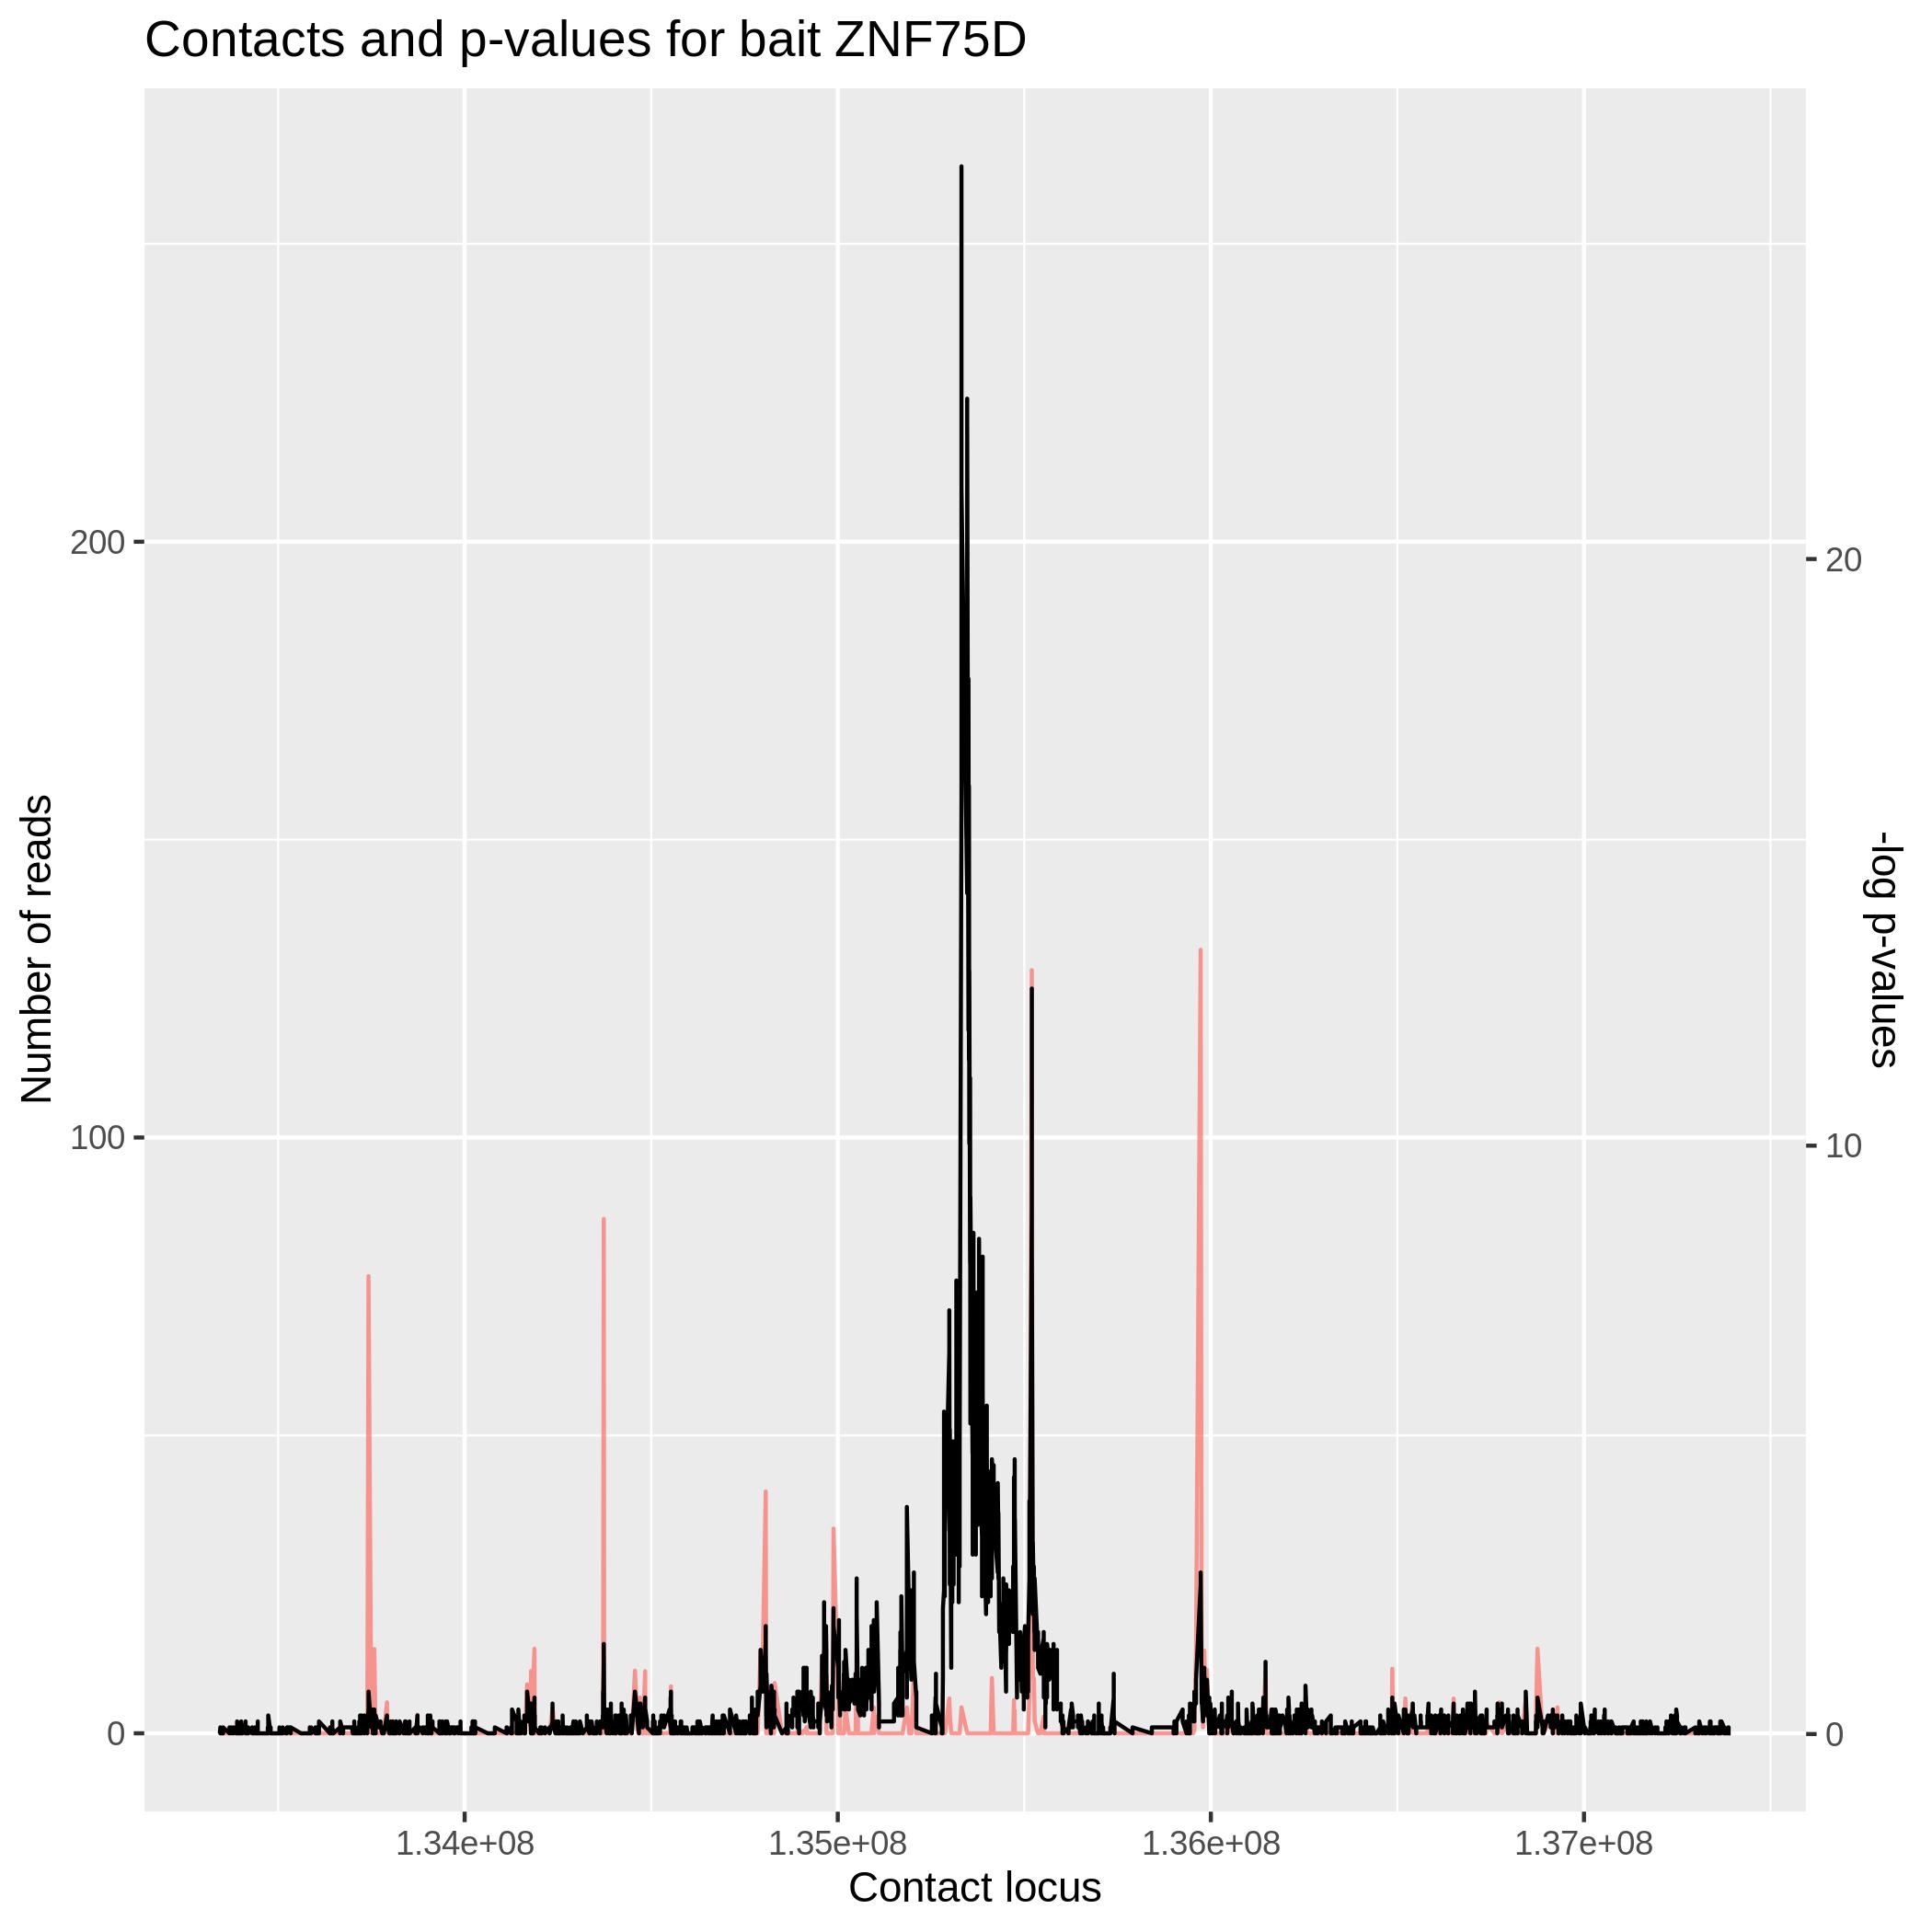 Contacts and p-values for bait ZNF75D
200
100
0
Number of reads
20
10
0
-log p-values
1.34e+08 1.35e+08 1.36e+08 1.37e+08
Contact locus